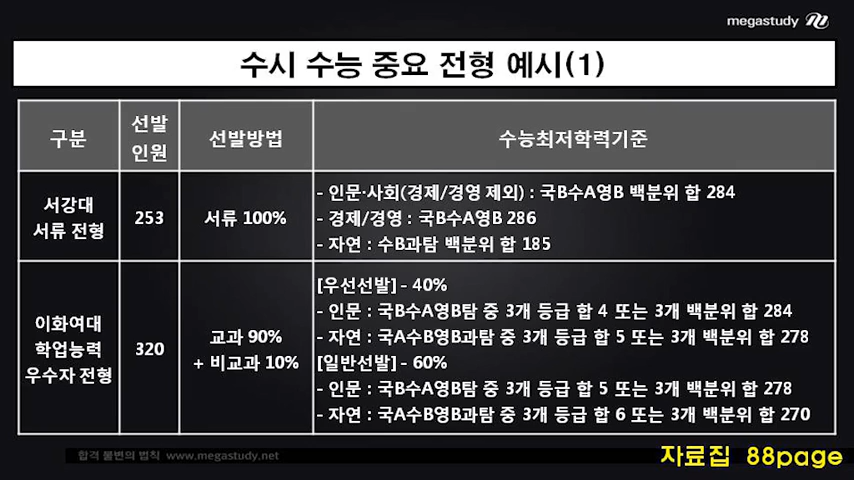 megastudy
수시 수능 중요 전형 예시(1)
구분
선발
인원
선발방법
수능최저학력기준
서강대
서류 전형
253
서류 100%
- 인문·사회(경제/경영 제외) : 국B수A영B 백분위 합 284
- 경제/경영 : 국B수A영B 286
- 자연 : 수B과탐 백분위 합 185
이화여대
학업능력
우수자 전형
320
교과 90%
+ 비교과 10%
[우선선발] - 40%
- 인문 : 국B수A영B탐 중 3개 등급 합 4 또는 3개 백분위 합 284
- 자연 : 국A수B영B과탐 중 3개 등급 합 5 또는 3개 백분위 합 278
[일반선발] - 60%
- 인문 : 국B수A영B탐 중 3개 등급 합 5 또는 3개 백분위 합 278
- 자연 : 국A수B영B과탐 중 3개 등급 합 6 또는 3개 백분위 합 270
합격 불변의 법칙 www.megastudy.net
자료집 88page